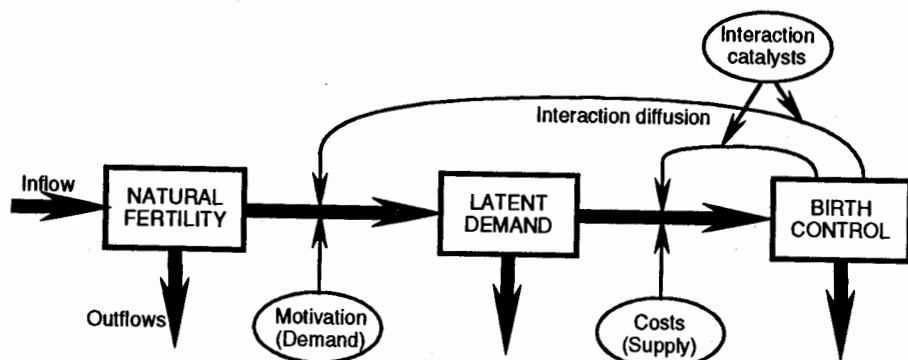 Interaction
catalysts
Interaction diffusion
Inflow
NATURAL
FERTILITY
LATENT
DEMAND
BIRTH
CONTROL
Outflows
Motivation
(Demand)
Costs
(Supply)